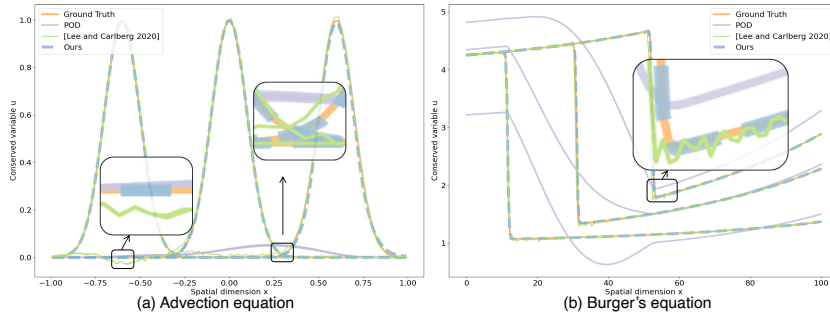 Ground Truth
POD
[Lee and Carlberg 2020]
Ours
Conserved variable u
1.0
0.8
0.6
0.4
0.2
0.0
−1.00
−0.75
−0.50
−0.25
0.00
0.25
0.50
0.75
1.00
Spatial dimension x
(a) Advection equation
Ground Truth
POD
[Lee and Carlberg 2020]
Ours
Conserved variable u
5
4
3
2
1
0
20
40
60
80
100
Spatial dimension x
(b) Burger's equation